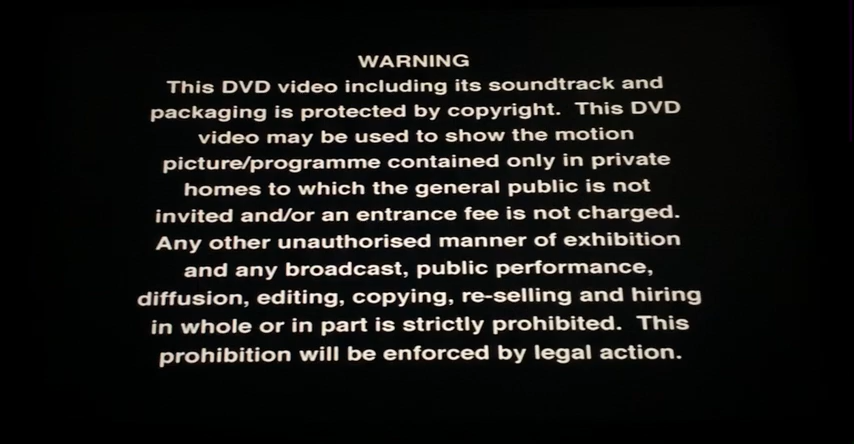 WARNING
This DVD video including its soundtrack and
packaging is protected by copyright.  This DVD
video may be used to show the motion
picture/programme contained only in private
homes to which the general public is not
invited and/or an entrance fee is not charged.
Any other unauthorised manner of exhibition
and any broadcast, public performance,
diffusion, editing, copying, re-selling and hiring
in whole or in part is strictly prohibited.  This
prohibition will be enforced by legal action.